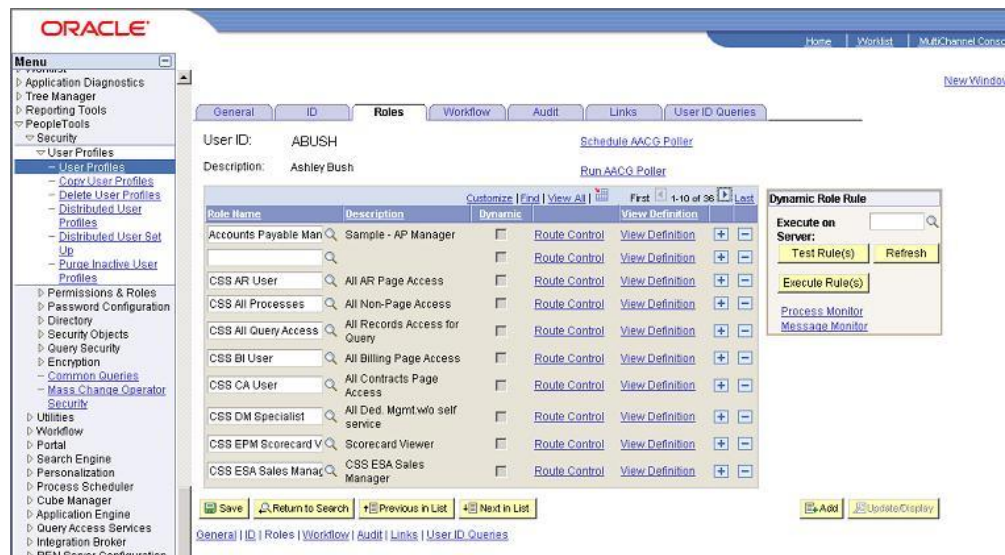 ORACLE
Home | Worklist | MultiChannel Conso
Menu
Application Diagnostics
Tree Manager
Reporting Tools
PeopleTools
Security
User Profiles
User Profiles
Copy User Profiles
Delete User Profiles
Distributed User
Profiles
Distributed User Set
Up
Purge Inactive User
Profiles
Permissions & Roles
Password Configuration
Directory
Security Objects
Query Security
Encryption
Common Queries
Mass Change Operator
Security
Utilities
Workflow
Portal
Search Engine
Personalization
Process Scheduler
Cube Manager
Application Engine
Query Access Services
Integration Broker
REN Server Configuration
New Window
General ID Roles Workflow Audit Links User ID Queries
User ID: ABUSH Schedule AACG Poller
Description: Ashley Bush Run AACG Poller
Customize | Find | View All | First 1-10 of 36 Last
Role Name Description Dynamic View Definition
Accounts Payable Man Sample - AP Manager Route Control View Definition
Route Control View Definition
CSS AR User All AR Page Access Route Control View Definition
CSS All Processes All Non-Page Access Route Control View Definition
CSS All Query Access All Records Access for Query Route Control View Definition
CSS BI User All Billing Page Access Route Control View Definition
CSS CA User All Contracts Page Access Route Control View Definition
CSS DM Specialist All Ded. Mgmt.w/o self service Route Control View Definition
CSS EPM Scorecard V Scorecard Viewer Route Control View Definition
CSS ESA Sales Manag CSS ESA Sales Manager Route Control View Definition
Dynamic Role Rule
Execute on
Server:
Test Rule(s) Refresh
Execute Rule(s)
Process Monitor
Message Monitor
Save Return to Search Previous in List Next in List Add Update/Display
General | ID | Roles | Workflow | Audit | Links | User ID Queries